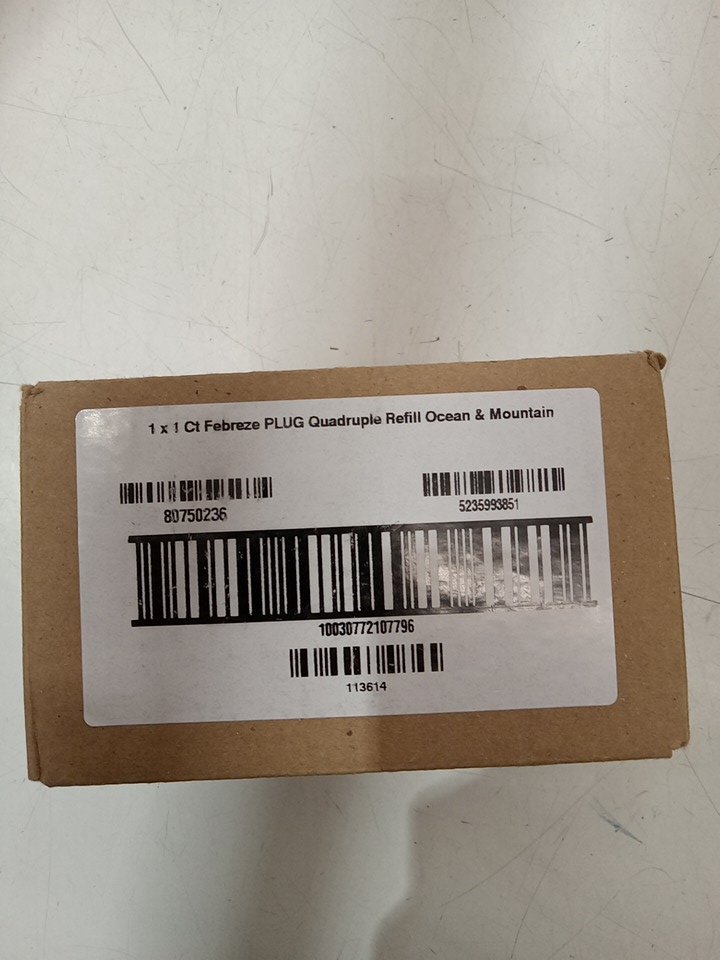 1 x 1 Ct Febreze PLUG Quadruple Refill Ocean & Mountain
80750236
5235993851
10030772107796
113614